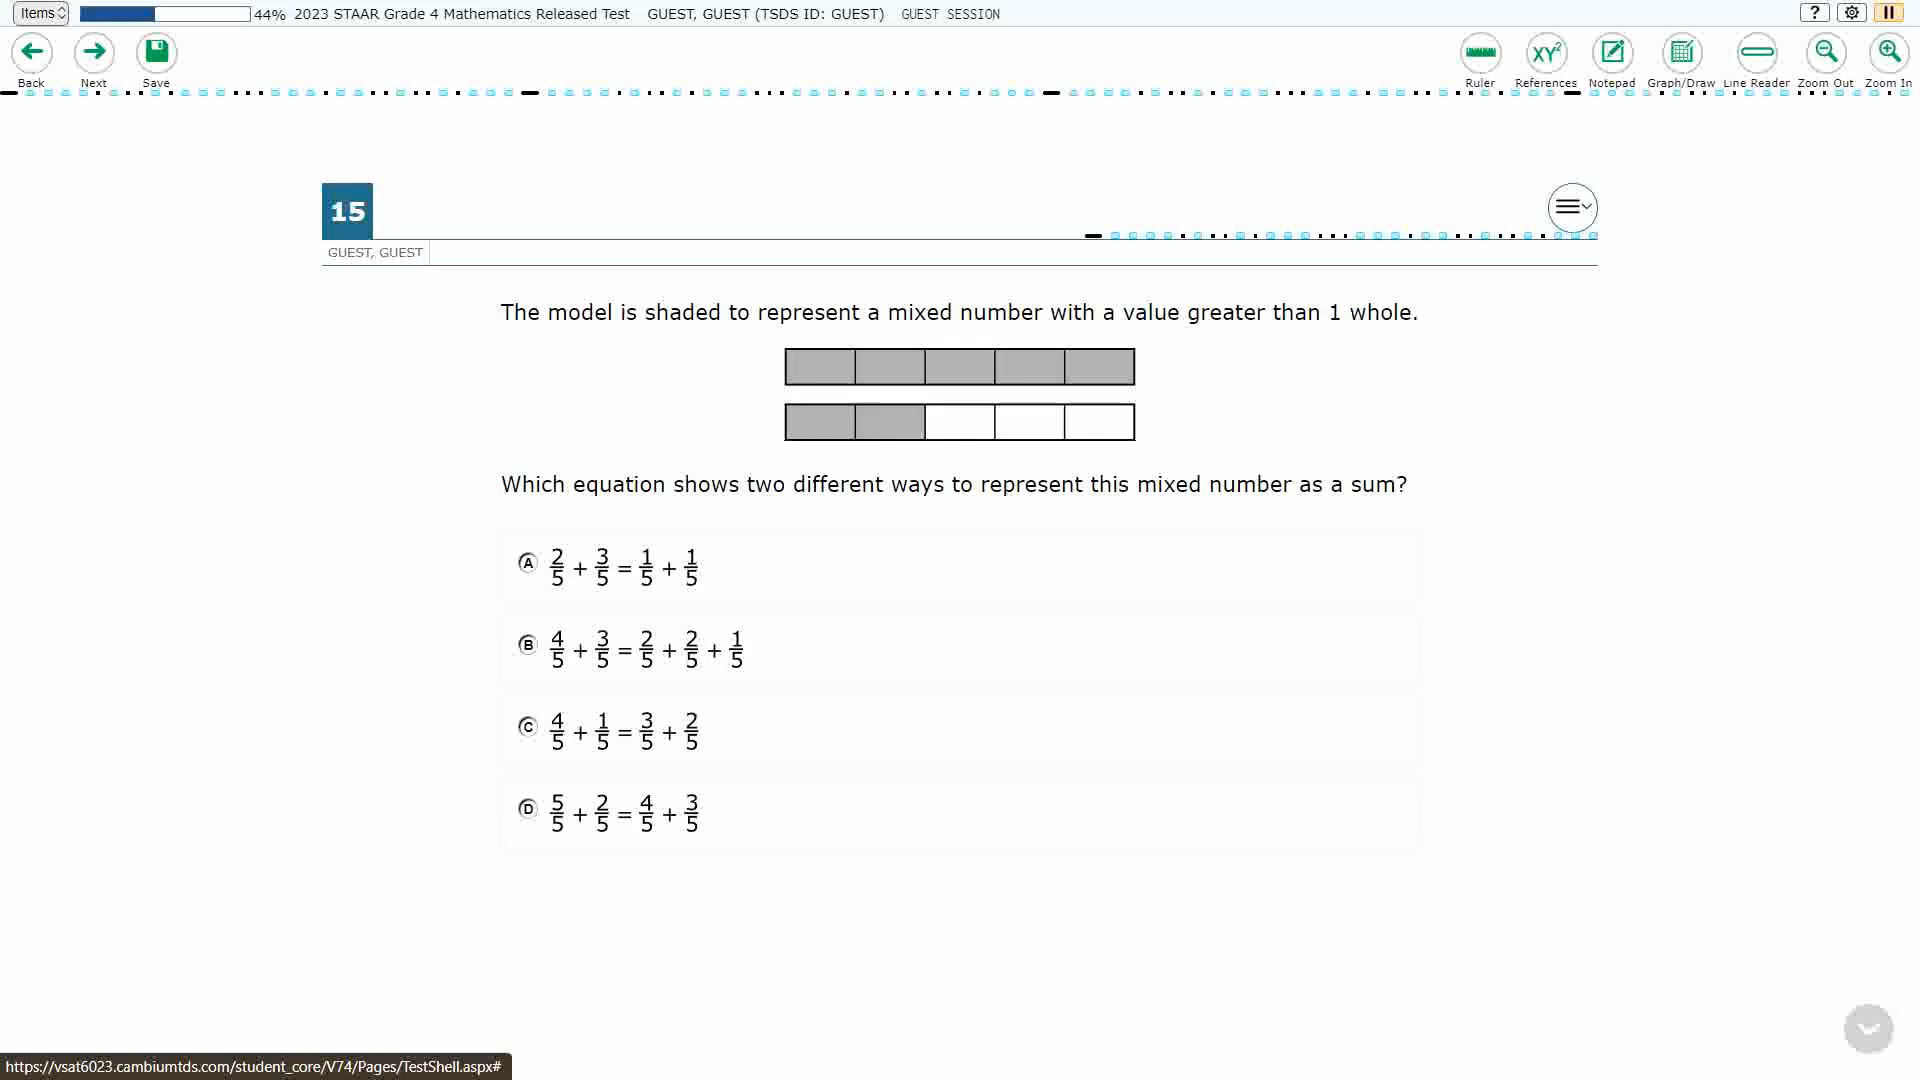 Items 44% 2023 STAAR Grade 4 Mathematics Released Test GUEST, GUEST (TSDS ID: GUEST) GUEST SESSION ?
Back Next Save Ruler XY² References Notepad Graph/Draw Line Reader Zoom Out Zoom In
15
GUEST, GUEST
The model is shaded to represent a mixed number with a value greater than 1 whole.
Which equation shows two different ways to represent this mixed number as a sum?
A 2/5 + 3/5 = 1/5 + 1/5
B 4/5 + 3/5 = 2/5 + 2/5 + 1/5
C 4/5 + 1/5 = 3/5 + 2/5
D 5/5 + 2/5 = 4/5 + 3/5
https://vsat6023.cambiumtds.com/student_core/V74/Pages/TestShell.aspx#